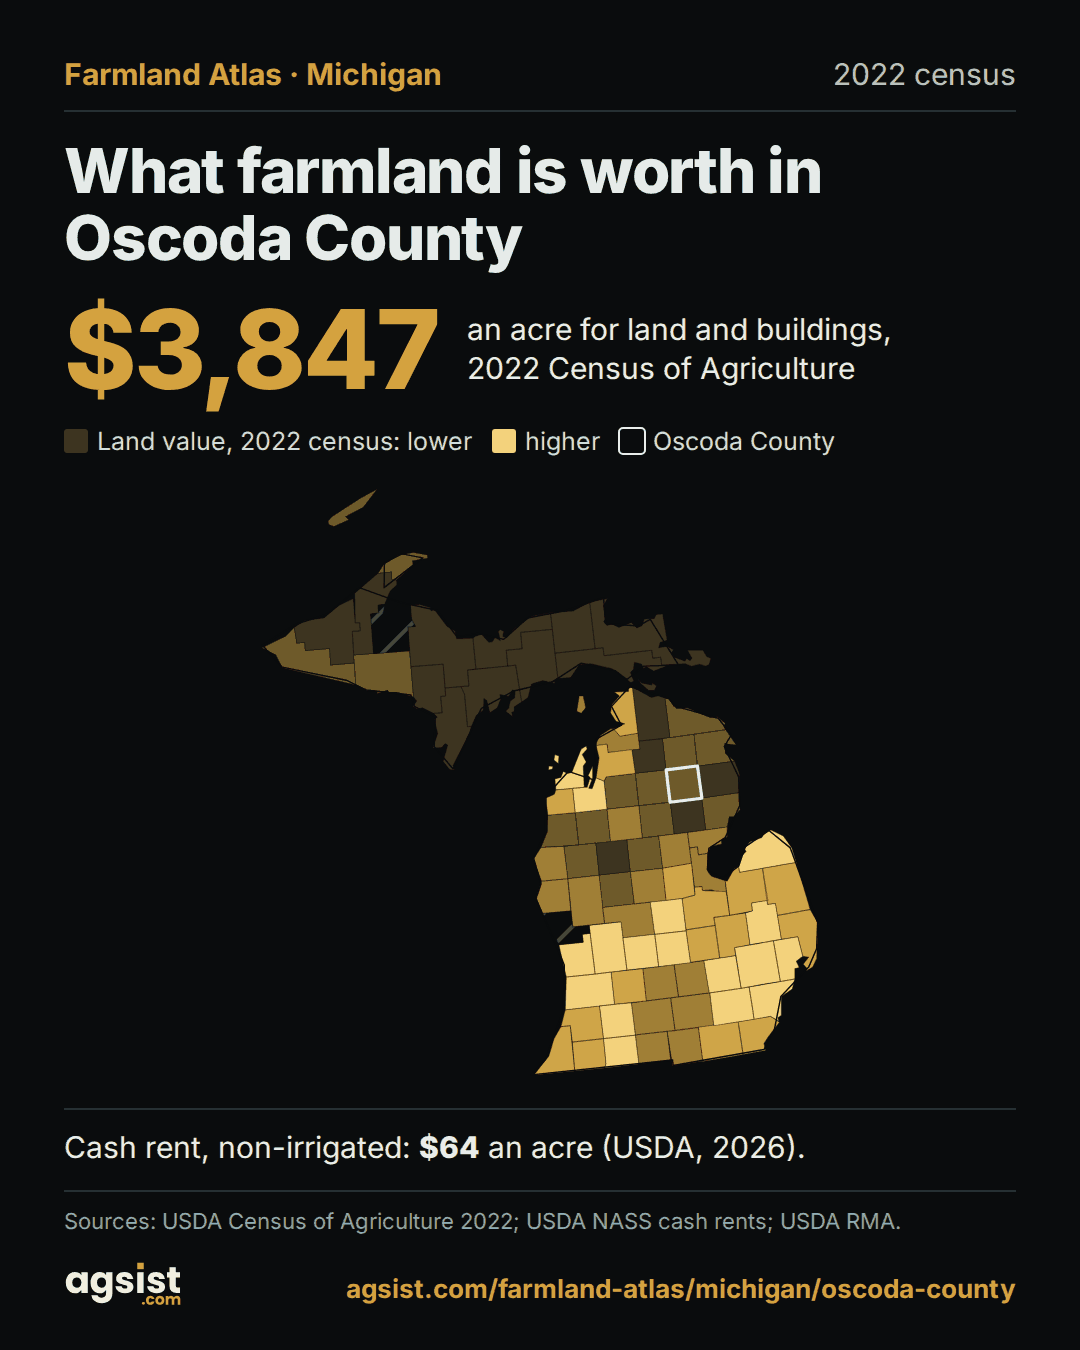 Farmland Atlas · Michigan
2022 census
What farmland is worth in
Oscoda County
$3,847
an acre for land and buildings,
2022 Census of Agriculture
Land value, 2022 census: lower
higher
Oscoda County
Cash rent, non-irrigated: $64 an acre (USDA, 2026).
Sources: USDA Census of Agriculture 2022; USDA NASS cash rents; USDA RMA.
agsist
.com
agsist.com/farmland-atlas/michigan/oscoda-county